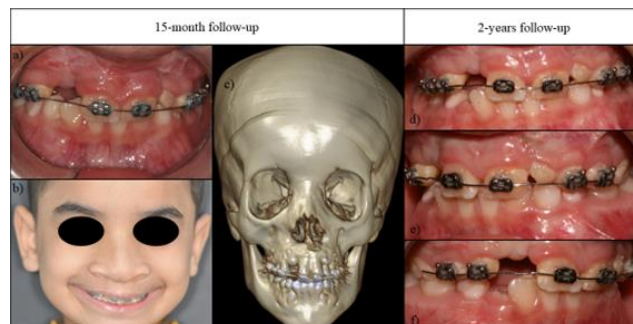 15-month follow-up
2-years follow-up
a)
b)
c)
d)
e)
f)